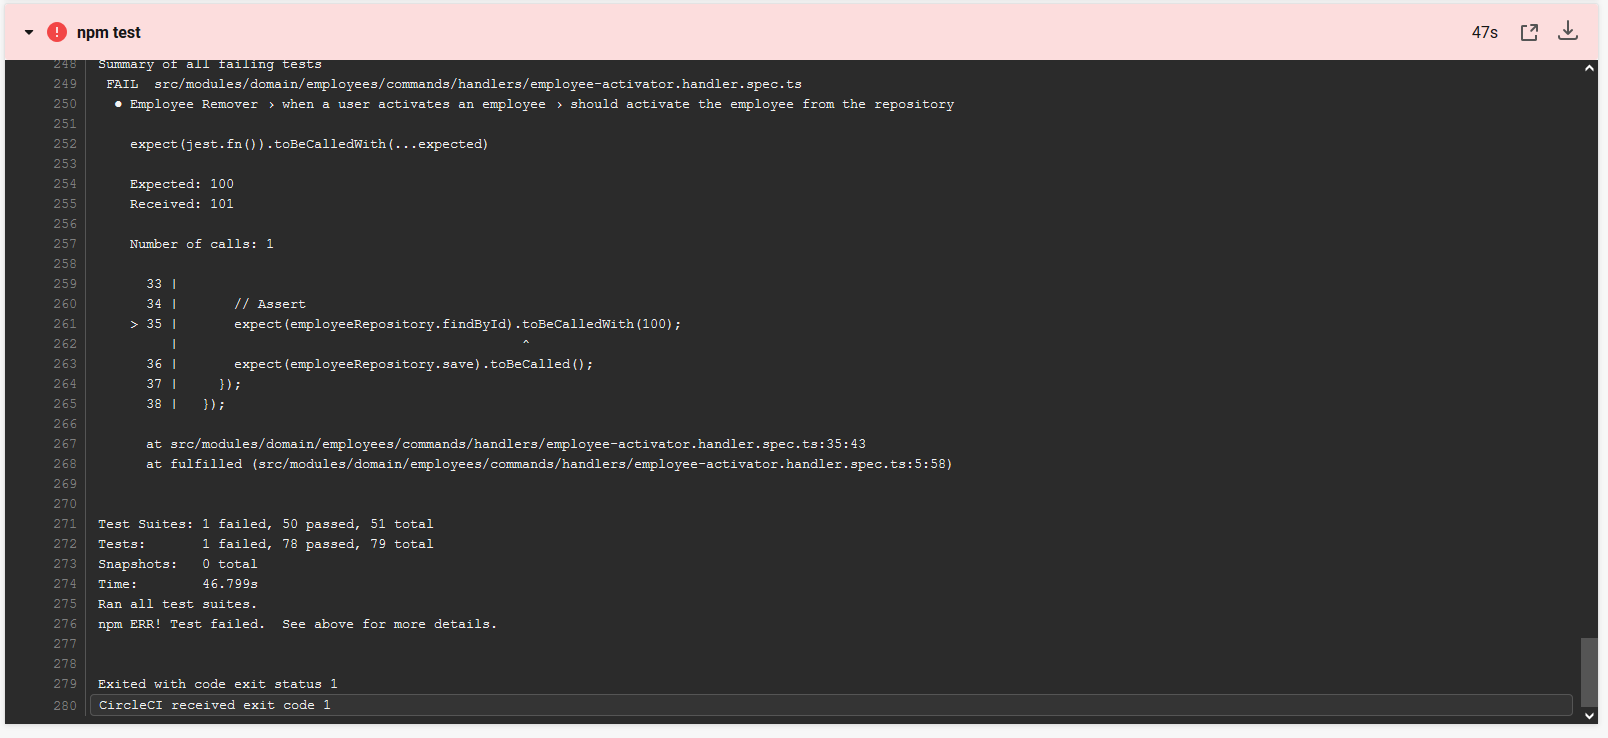 npm test
47s
248 Summary of all failing tests
249 FAIL  src/modules/domain/employees/commands/handlers/employee-activator.handler.spec.ts
250 ● Employee Remover › when a user activates an employee › should activate the employee from the repository
251
252 expect(jest.fn()).toBeCalledWith(...expected)
253
254 Expected: 100
255 Received: 101
256
257 Number of calls: 1
258
259 33 |
260 34 |       // Assert
261 > 35 |       expect(employeeRepository.findById).toBeCalledWith(100);
262 |                                           ^
263 36 |       expect(employeeRepository.save).toBeCalled();
264 37 |     });
265 38 |   });
266
267 at src/modules/domain/employees/commands/handlers/employee-activator.handler.spec.ts:35:43
268 at fulfilled (src/modules/domain/employees/commands/handlers/employee-activator.handler.spec.ts:5:58)
269
270
271 Test Suites: 1 failed, 50 passed, 51 total
272 Tests:       1 failed, 78 passed, 79 total
273 Snapshots:   0 total
274 Time:        46.799s
275 Ran all test suites.
276 npm ERR! Test failed.  See above for more details.
277
278
279 Exited with code exit status 1
280 CircleCI received exit code 1